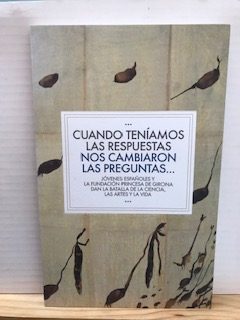 ...
CUANDO TENÍAMOS
LAS RESPUESTAS
NOS CAMBIARON
LAS PREGUNTAS...
JÓVENES ESPAÑOLES Y
LA FUNDACIÓN PRINCESA DE GIRONA
DAN LA BATALLA DE LA CIENCIA,
LAS ARTES Y LA VIDA
...